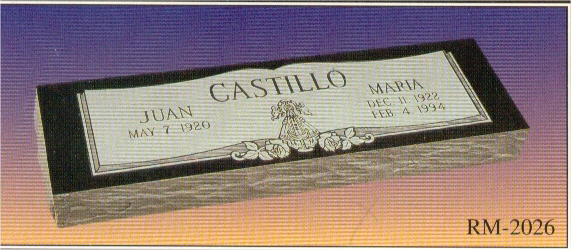 CASTILLO
JUAN
MAY 7 1920
MARIA
DEC. 11 1922
FEB. 4 1994
RM-2026